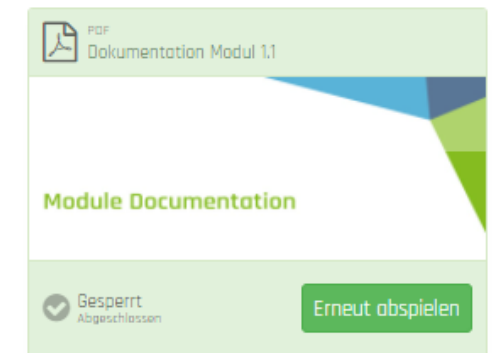 PDF
Dokumentation Modul 1.1
Module Documentation
Gesperrt
Abgeschlossen
Erneut abspielen